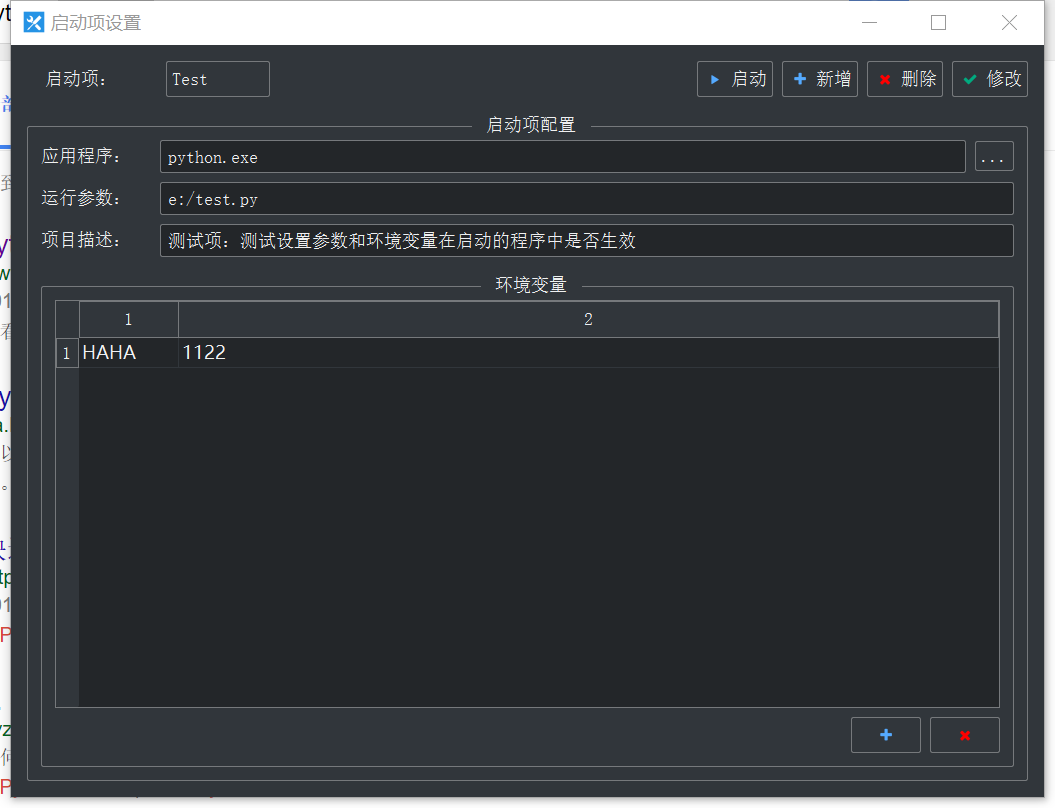 启动项设置
启动项: Test 启动 新增 删除 修改
启动项配置
应用程序: python.exe ...
运行参数: e:/test.py
项目描述: 测试项: 测试设置参数和环境变量在启动的程序中是否生效
环境变量
1 2
1 HAHA 1122